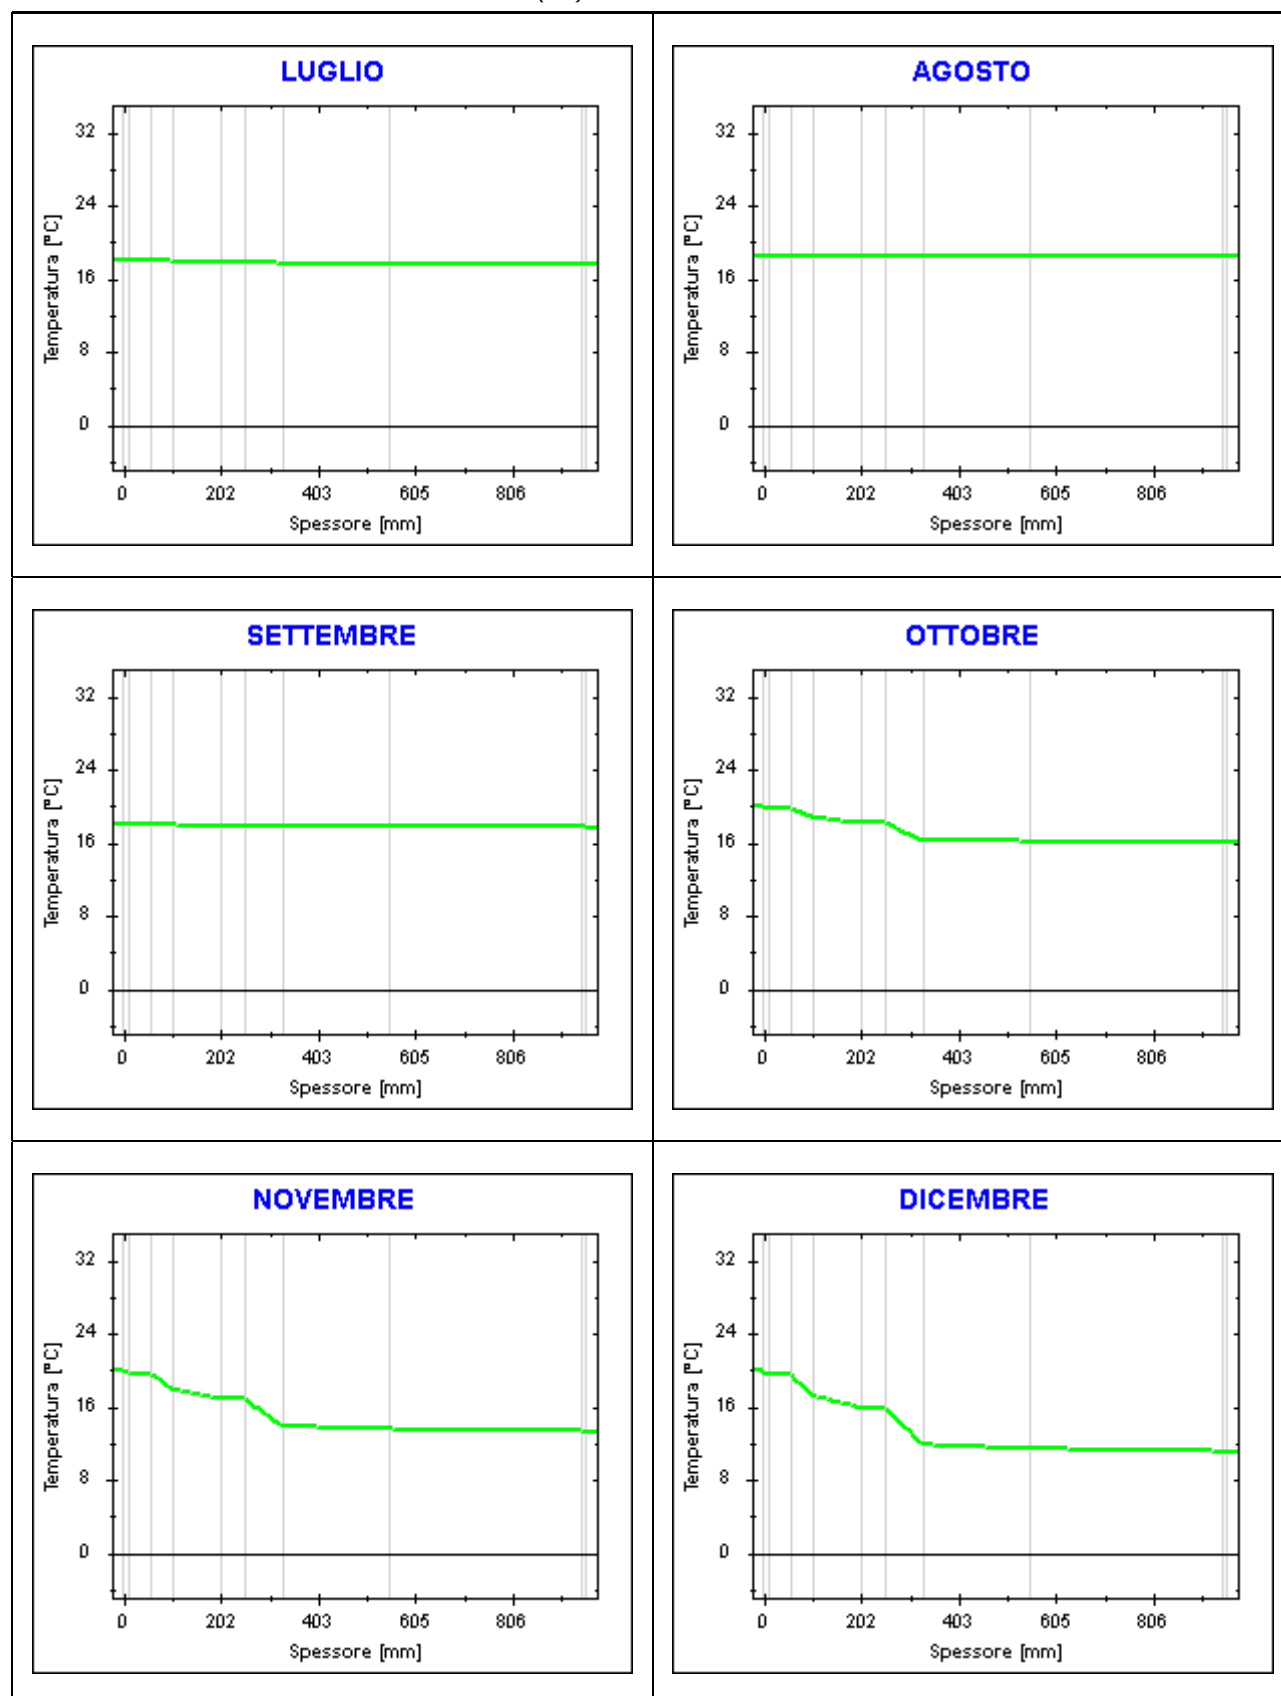 LUGLIO
32
24
16
8
0
Temperatura [°C]
0 202 403 605 806
Spessore [mm]
AGOSTO
32
24
16
8
0
Temperatura [°C]
0 202 403 605 806
Spessore [mm]
SETTEMBRE
32
24
16
8
0
Temperatura [°C]
0 202 403 605 806
Spessore [mm]
OTTOBRE
32
24
16
8
0
Temperatura [°C]
0 202 403 605 806
Spessore [mm]
NOVEMBRE
32
24
16
8
0
Temperatura [°C]
0 202 403 605 806
Spessore [mm]
DICEMBRE
32
24
16
8
0
Temperatura [°C]
0 202 403 605 806
Spessore [mm]